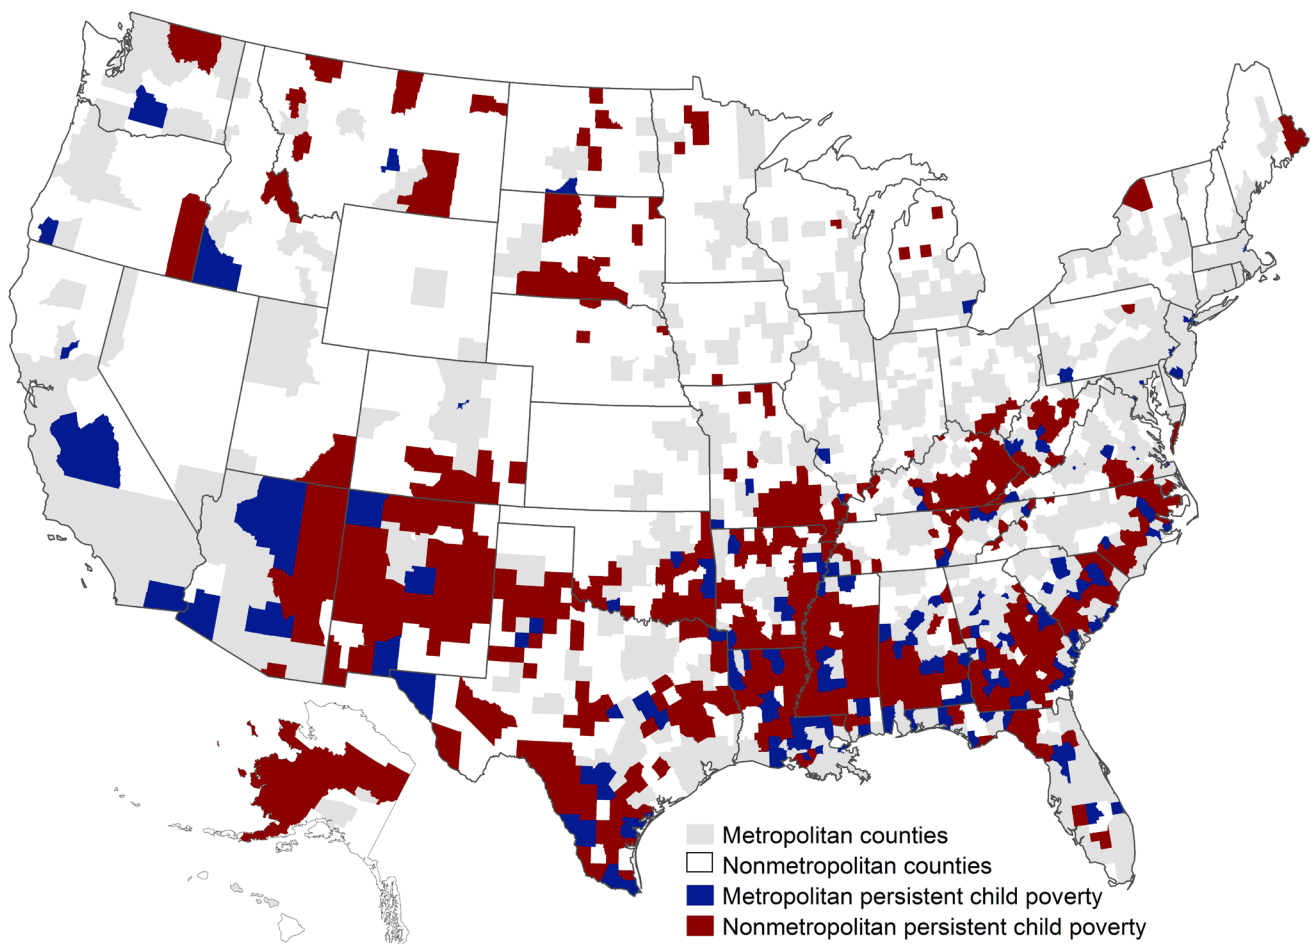 Metropolitan counties
Nonmetropolitan counties
Metropolitan persistent child poverty
Nonmetropolitan persistent child poverty